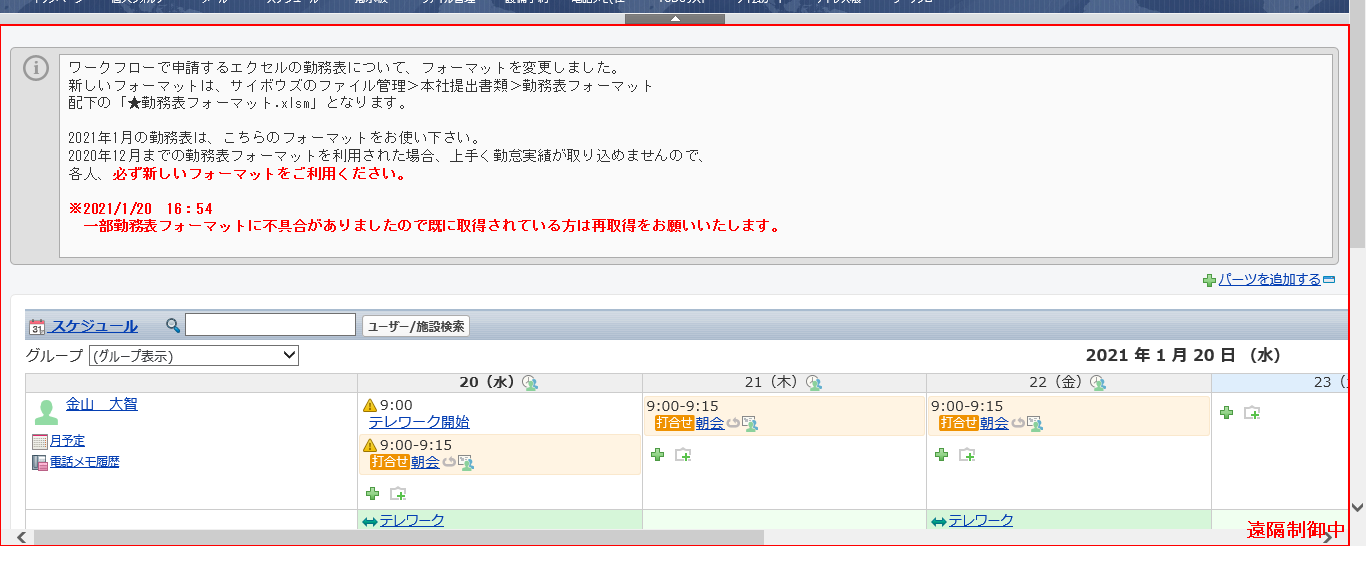 ワークフローで申請するエクセルの勤務表について、フォーマットを変更しました。
新しいフォーマットは、サイボウズのファイル管理＞本社提出書類＞勤務表フォーマット
配下の「★勤務表フォーマット.xlsm」となります。
2021年1月の勤務表は、こちらのフォーマットをお使い下さい。
2020年12月までの勤務表フォーマットを利用された場合、上手く勤怠実績が取り込めませんので、
各人、必ず新しいフォーマットをご利用ください。
※2021/1/20　16：54
一部勤務表フォーマットに不具合がありましたので既に取得されている方は再取得をお願いいたします。
パーツを追加する
31 スケジュール ユーザー/施設検索
グループ (グループ表示) 2021 年 1 月 20 日 （水）
20（水） 21（木） 22（金） 23（
金山　大智
月予定
電話メモ履歴
9:00
テレワーク開始
9:00-9:15
打合せ 朝会
9:00-9:15
打合せ 朝会
9:00-9:15
打合せ 朝会
テレワーク テレワーク
遠隔制御中